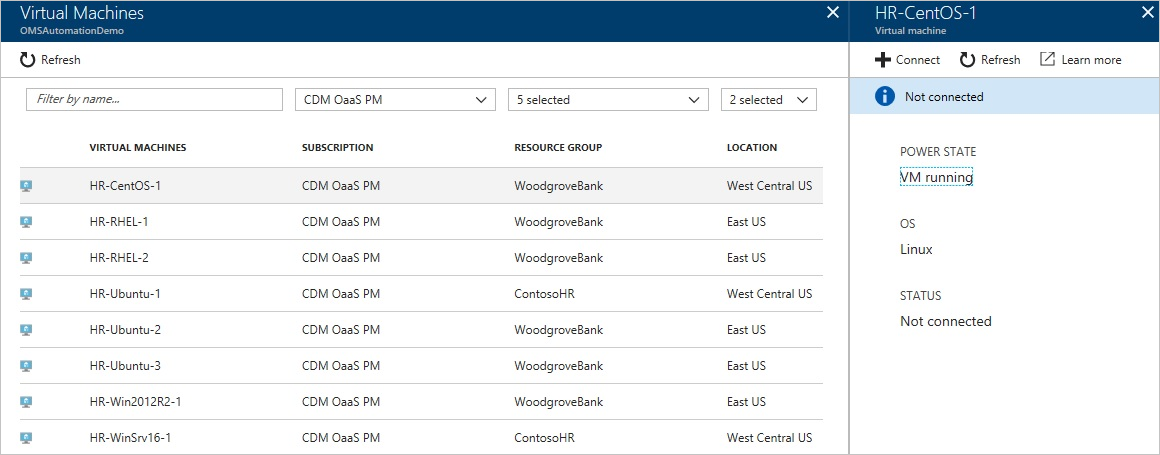 Virtual Machines
OMSAutomationDemo
Refresh
Filter by name...
CDM OaaS PM
5 selected
2 selected
VIRTUAL MACHINES SUBSCRIPTION RESOURCE GROUP LOCATION
HR-CentOS-1 CDM OaaS PM WoodgroveBank West Central US
HR-RHEL-1 CDM OaaS PM WoodgroveBank East US
HR-RHEL-2 CDM OaaS PM WoodgroveBank East US
HR-Ubuntu-1 CDM OaaS PM ContosoHR West Central US
HR-Ubuntu-2 CDM OaaS PM WoodgroveBank East US
HR-Ubuntu-3 CDM OaaS PM WoodgroveBank East US
HR-Win2012R2-1 CDM OaaS PM WoodgroveBank East US
HR-WinSrv16-1 CDM OaaS PM ContosoHR West Central US
HR-CentOS-1
Virtual machine
Connect Refresh Learn more
Not connected
POWER STATE
VM running
OS
Linux
STATUS
Not connected